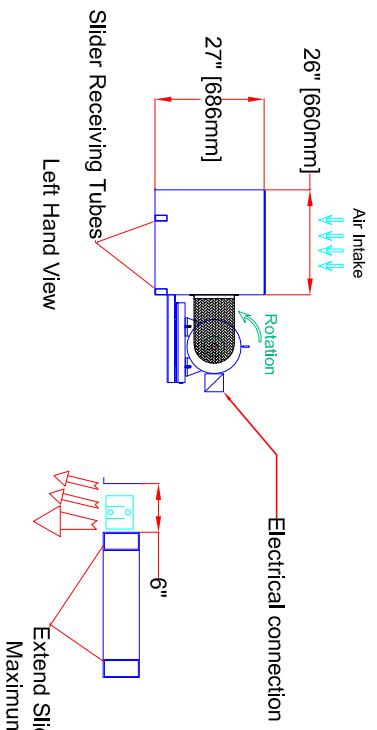 26" [660mm]
Air Intake
27" [686mm]
Rotation
Slider Receiving Tubes
Left Hand View
Electrical connection
6"
Extend Sli
Maximun